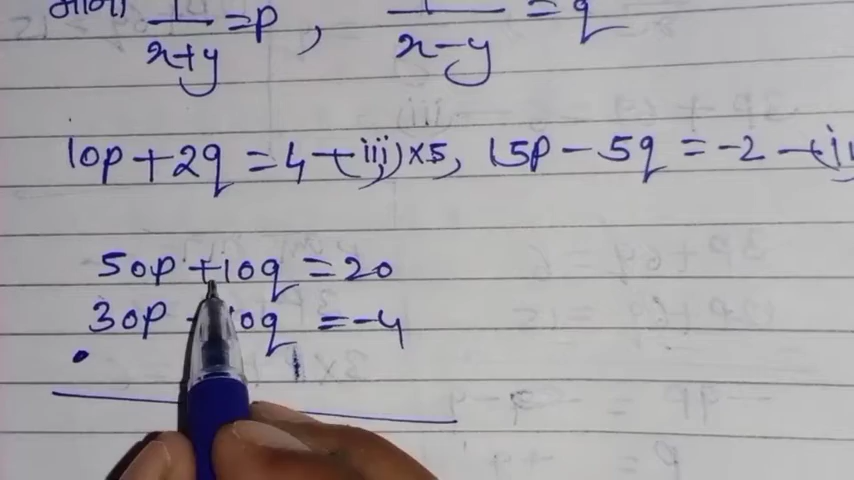 माना 1/(x+y) = p, 1/(x-y) = q
10p + 2q = 4 -(iii) ×5, 15p - 5q = -2 -(i
50p + 10q = 20
30p - 10q = -4